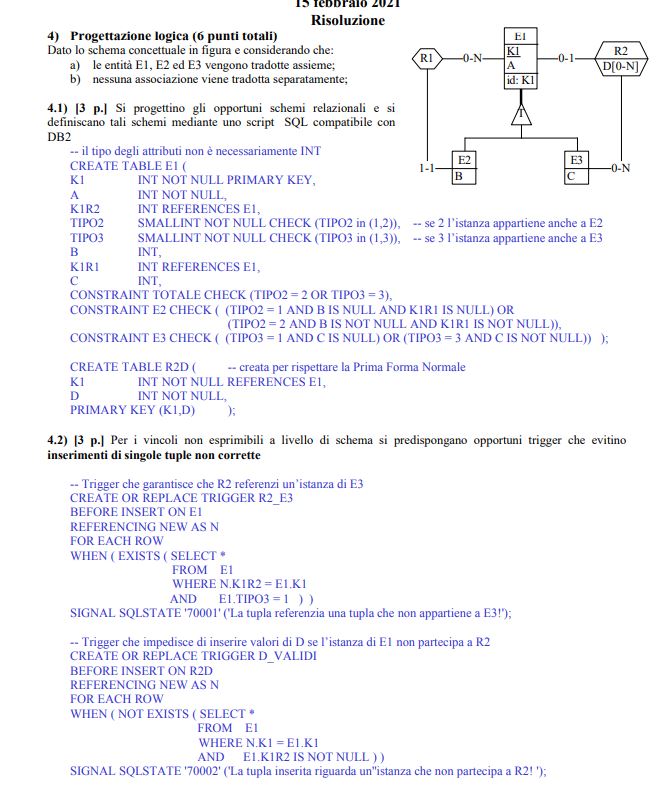 15 febbraio 2021
Risoluzione
4) Progettazione logica (6 punti totali)
Dato lo schema concettuale in figura e considerando che:
a) le entità E1, E2 ed E3 vengono tradotte assieme;
b) nessuna associazione viene tradotta separatamente;
E1
K1
A
id: K1
R1
0-N
0-1
R2
D[0-N]
T
1-1
E2
B
E3
C
0-N
4.1) [3 p.] Si progettino gli opportuni schemi relazionali e si
definiscano tali schemi mediante uno script SQL compatibile con
DB2
-- il tipo degli attributi non è necessariamente INT
CREATE TABLE E1 (
K1 INT NOT NULL PRIMARY KEY,
A INT NOT NULL,
K1R2 INT REFERENCES E1,
TIPO2 SMALLINT NOT NULL CHECK (TIPO2 in (1,2)), -- se 2 l'istanza appartiene anche a E2
TIPO3 SMALLINT NOT NULL CHECK (TIPO3 in (1,3)), -- se 3 l'istanza appartiene anche a E3
B INT,
K1R1 INT REFERENCES E1,
C INT,
CONSTRAINT TOTALE CHECK (TIPO2 = 2 OR TIPO3 = 3),
CONSTRAINT E2 CHECK ( (TIPO2 = 1 AND B IS NULL AND K1R1 IS NULL) OR
(TIPO2 = 2 AND B IS NOT NULL AND K1R1 IS NOT NULL)),
CONSTRAINT E3 CHECK ( (TIPO3 = 1 AND C IS NULL) OR (TIPO3 = 3 AND C IS NOT NULL)) );
CREATE TABLE R2D ( -- creata per rispettare la Prima Forma Normale
K1 INT NOT NULL REFERENCES E1,
D INT NOT NULL,
PRIMARY KEY (K1,D) );
4.2) [3 p.] Per i vincoli non esprimibili a livello di schema si predispongano opportuni trigger che evitino
inserimenti di singole tuple non corrette
-- Trigger che garantisce che R2 referenzi un'istanza di E3
CREATE OR REPLACE TRIGGER R2_E3
BEFORE INSERT ON E1
REFERENCING NEW AS N
FOR EACH ROW
WHEN ( EXISTS ( SELECT *
FROM E1
WHERE N.K1R2 = E1.K1
AND E1.TIPO3 = 1 ) )
SIGNAL SQLSTATE '70001' ('La tupla referenzia una tupla che non appartiene a E3!');
-- Trigger che impedisce di inserire valori di D se l'istanza di E1 non partecipa a R2
CREATE OR REPLACE TRIGGER D_VALIDI
BEFORE INSERT ON R2D
REFERENCING NEW AS N
FOR EACH ROW
WHEN ( NOT EXISTS ( SELECT *
FROM E1
WHERE N.K1 = E1.K1
AND E1.K1R2 IS NOT NULL ) )
SIGNAL SQLSTATE '70002' ('La tupla inserita riguarda un''istanza che non partecipa a R2! ');